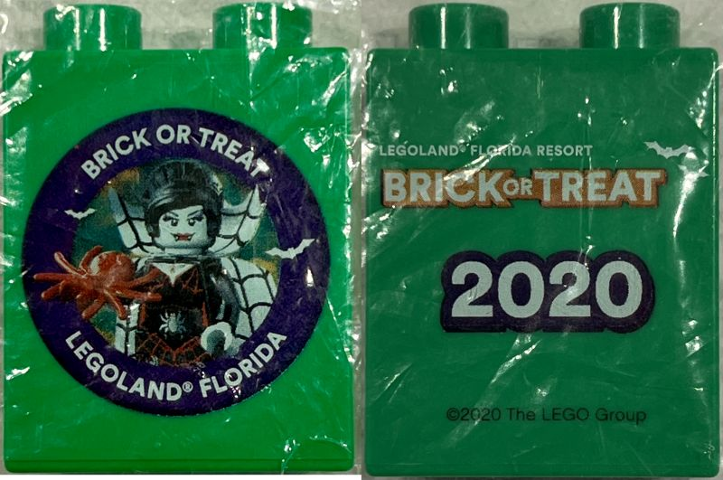 BRICK OR TREAT
LEGOLAND® FLORIDA
LEGOLAND® FLORIDA RESORT
BRICK OR TREAT
2020
©2020 The LEGO Group